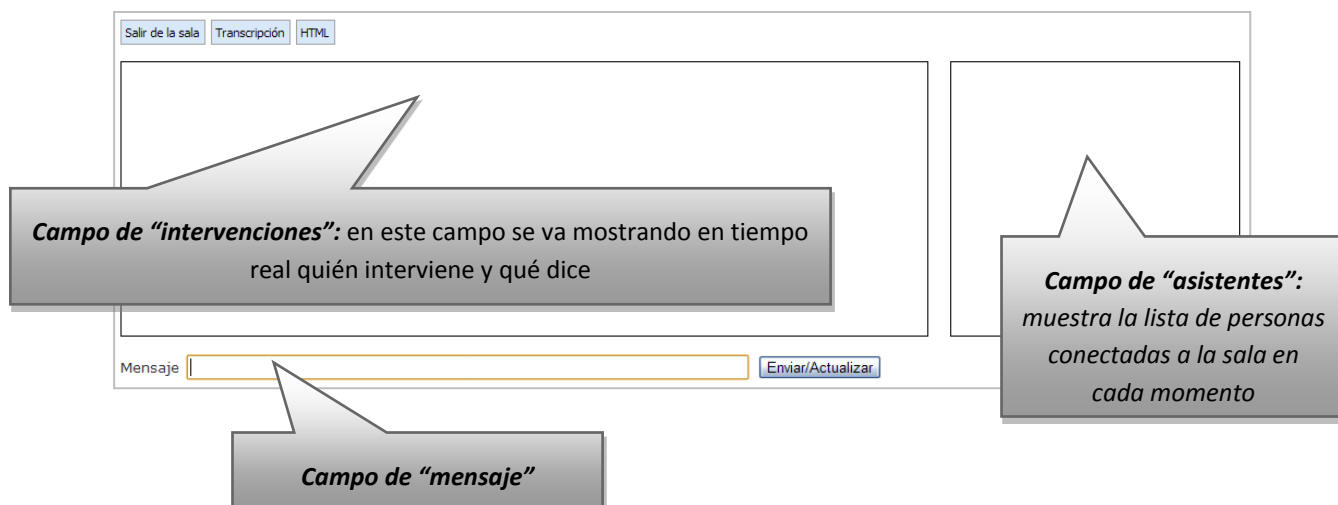 Salir de la sala Transcripción HTML
Campo de “intervenciones”: en este campo se va mostrando en tiempo
real quién interviene y qué dice
Campo de “asistentes”:
muestra la lista de personas
conectadas a la sala en
cada momento
Mensaje Enviar/Actualizar
Campo de “mensaje”